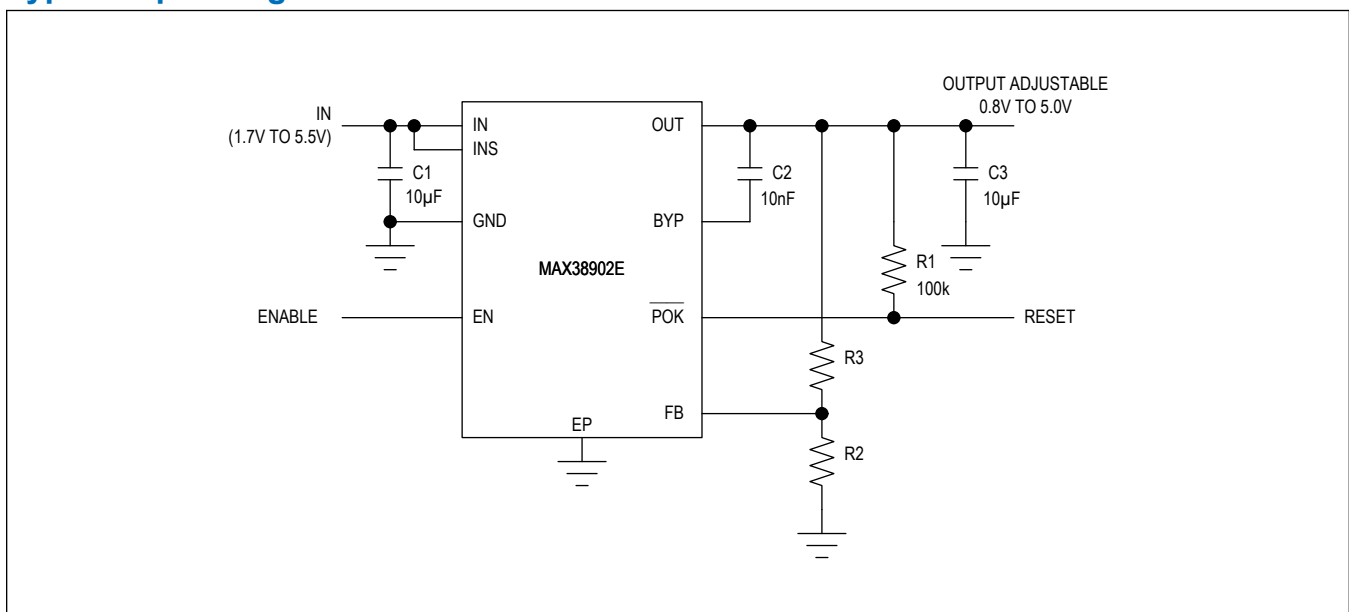 IN
(1.7V TO 5.5V)
C1
10µF
ENABLE
IN
INS
GND
EN
MAX38902E
EP
OUT
BYP
POK
FB
C2
10nF
OUTPUT ADJUSTABLE
0.8V TO 5.0V
C3
10µF
R1
100k
RESET
R3
R2